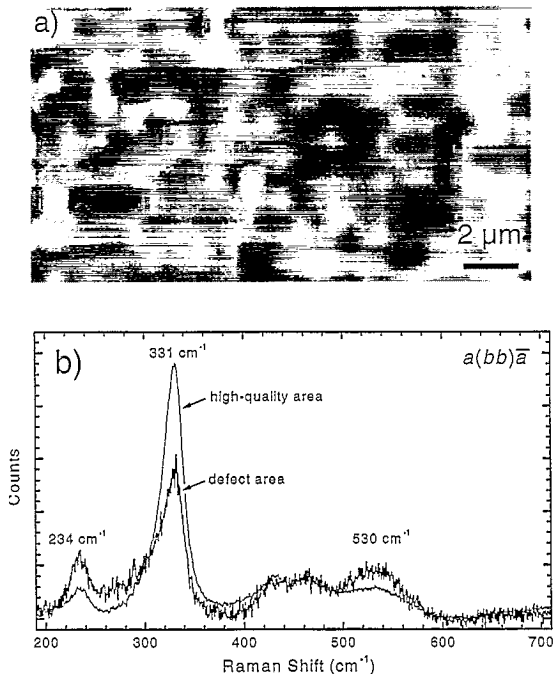 a)
2 μm
b)
331 cm⁻¹
a(bb)a̅
high-quality area
defect area
234 cm⁻¹
530 cm⁻¹
Counts
200 300 400 500 600 700
Raman Shift (cm⁻¹)